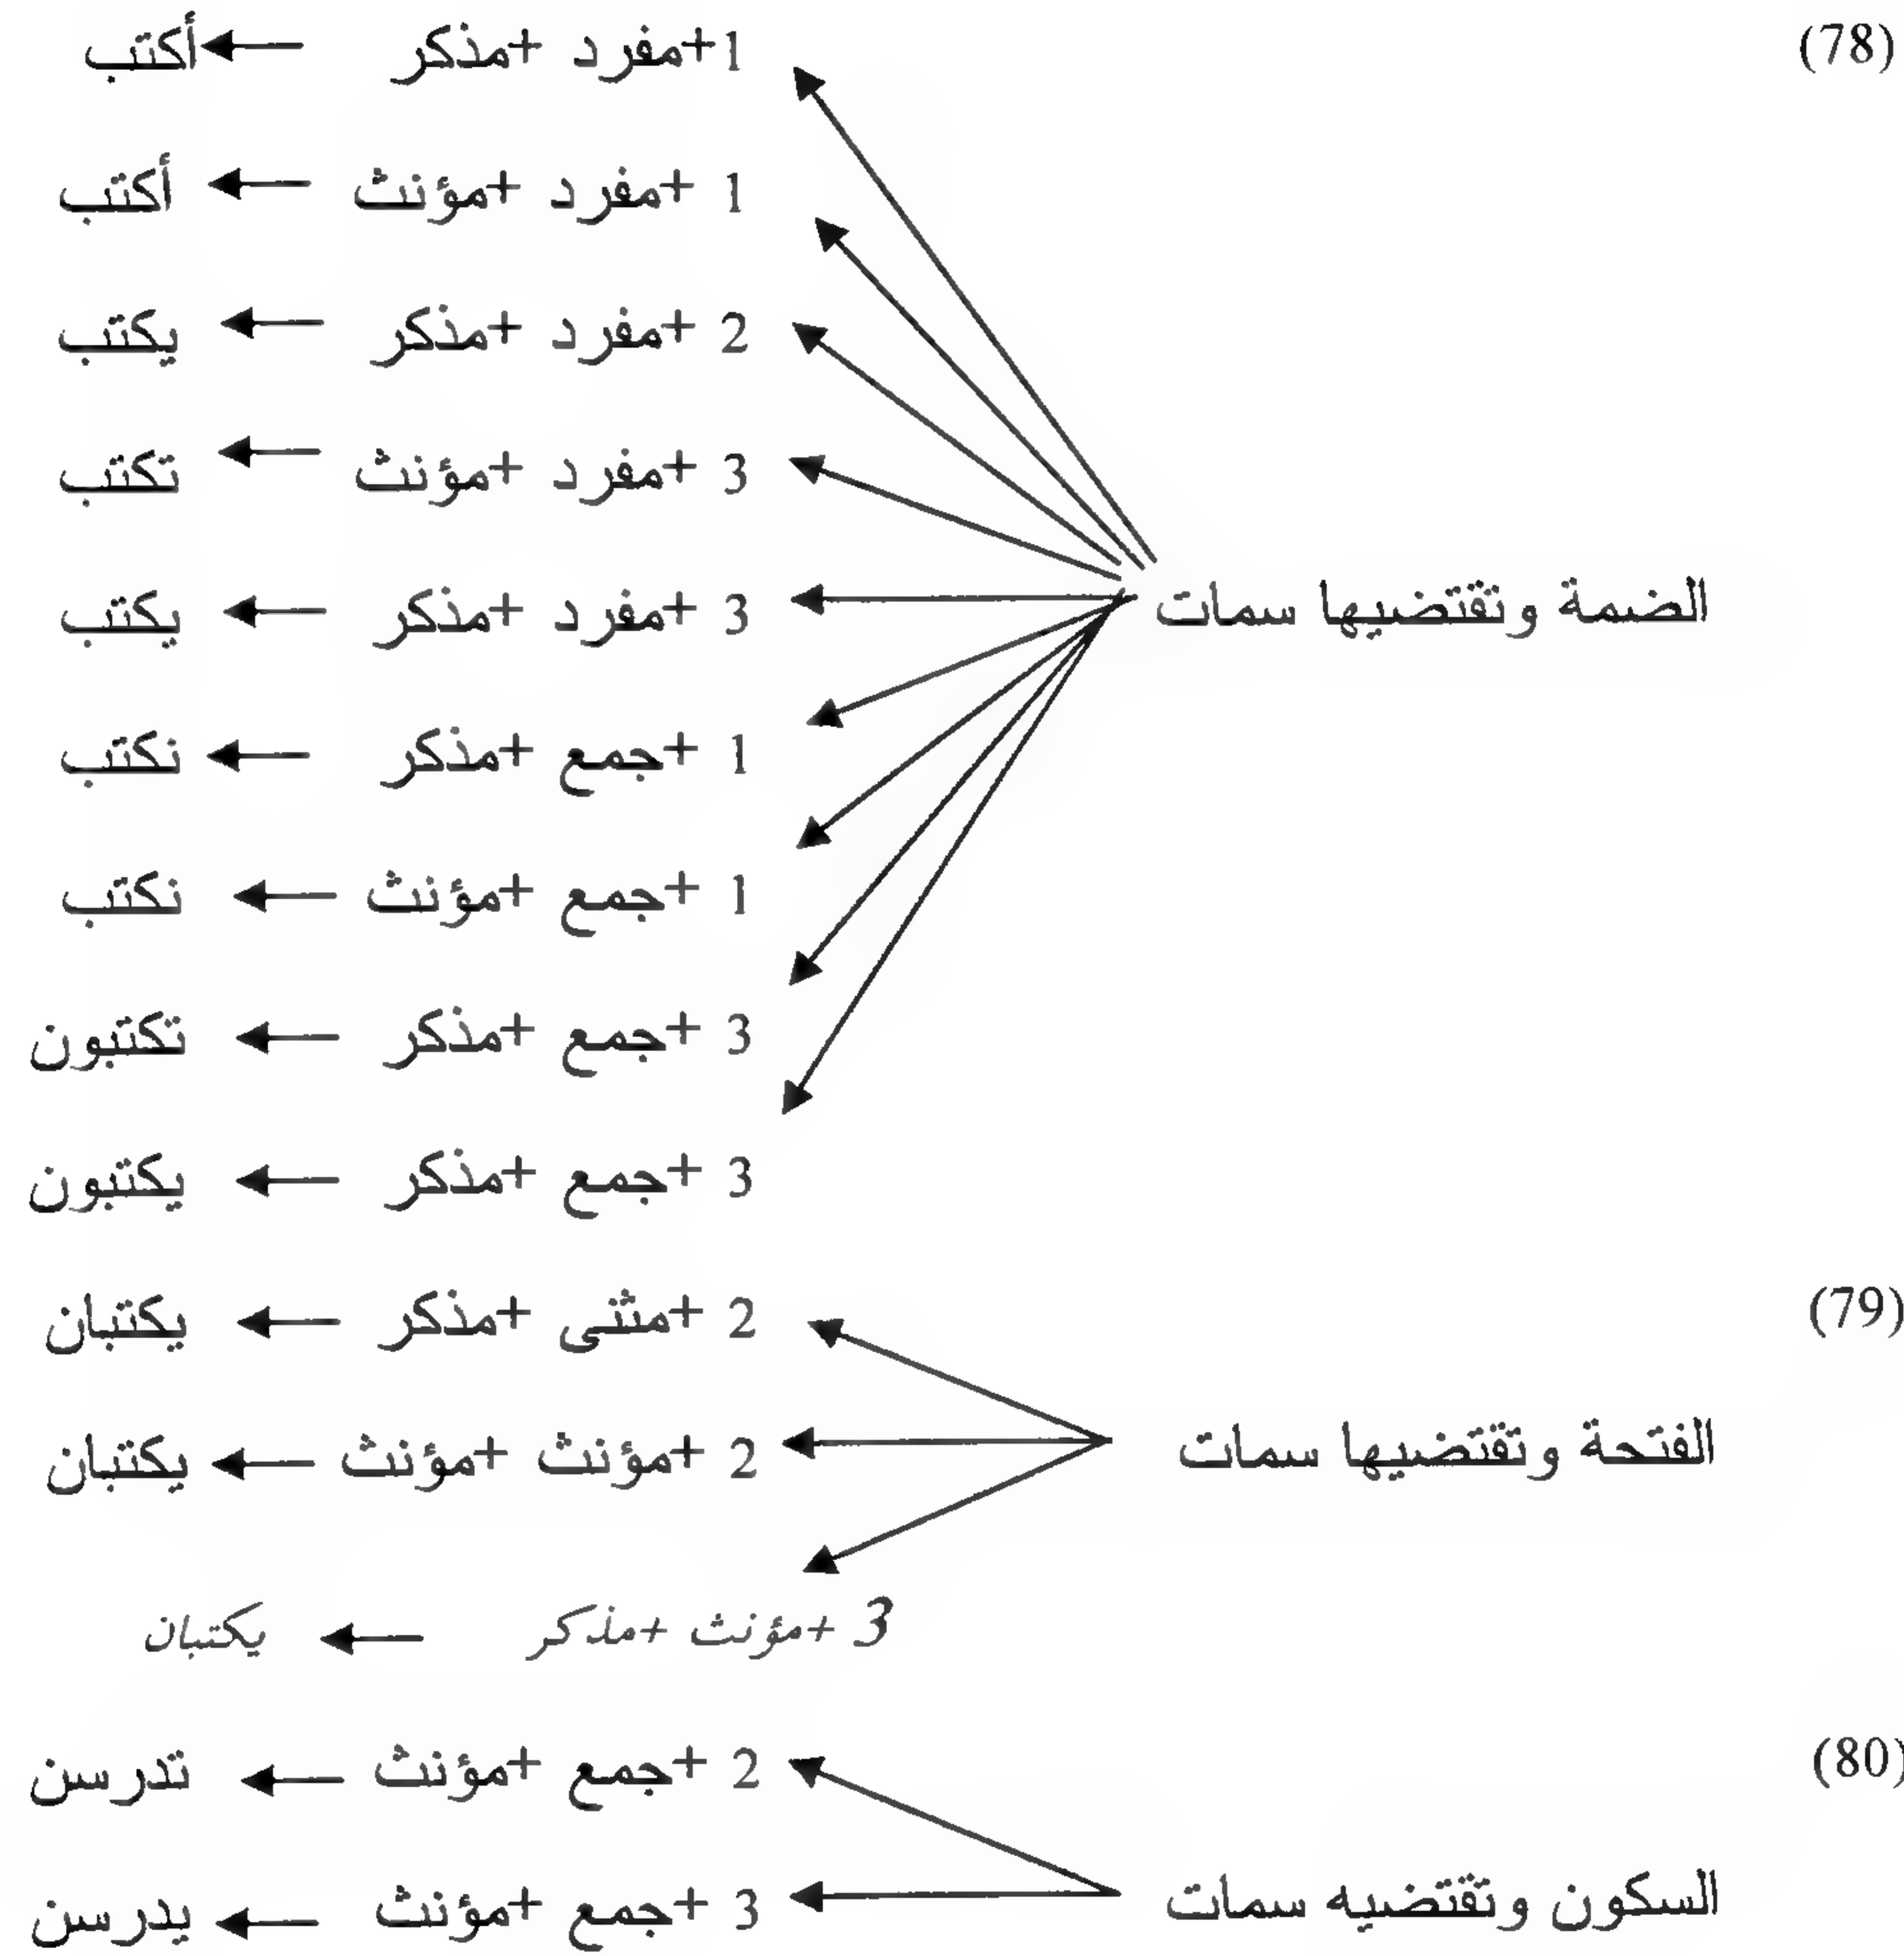 (78) 1+مفرد +مذكر ← أكتب
1 +مفرد +مؤنث ← أكتب
2 +مفرد +مذكر ← يكتب
3 +مفرد +مؤنث ← تكتب
الضمة وتقتضيها سمات 3 +مفرد +مذكر ← يكتب
1 +جمع +مذكر ← نكتب
1 +جمع +مؤنث ← نكتب
3 +جمع +مذكر ← تكتبون
3 +جمع +مذكر ← يكتبون
(79) 2 +مثنى +مذكر ← يكتبان
الفتحة وتقتضيها سمات 2 +مؤنث +مؤنث ← يكتبان
3 +مؤنث +مذكر ← يكتبان
(80) 2 +جمع +مؤنث ← تدرسن
السكون وتقتضيه سمات 3 +جمع +مؤنث ← يدرسن